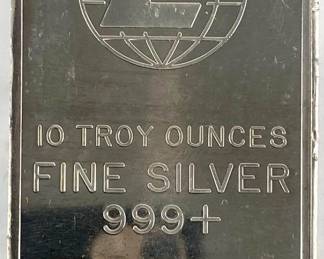 10 TROY OUNCES
FINE SILVER
999+